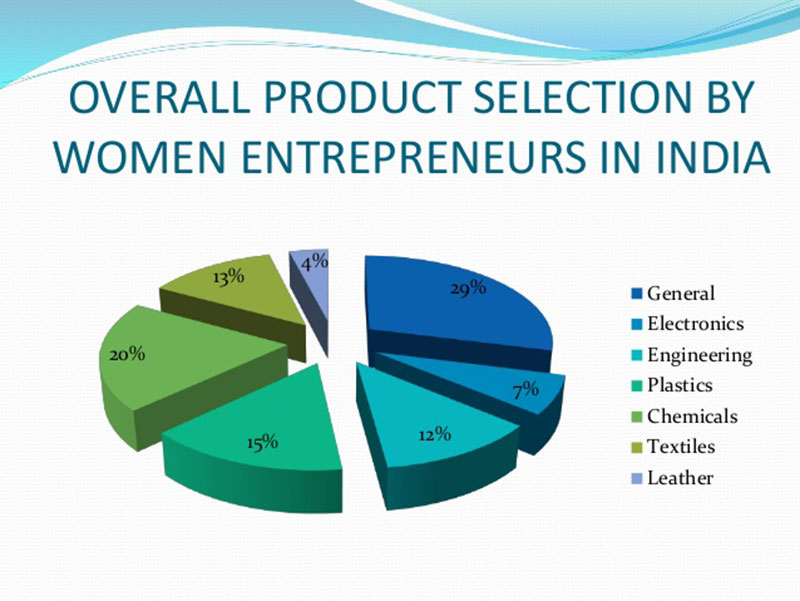 OVERALL PRODUCT SELECTION BY
WOMEN ENTREPRENEURS IN INDIA
4%
13%
29%
20%
7%
12%
15%
General
Electronics
Engineering
Plastics
Chemicals
Textiles
Leather